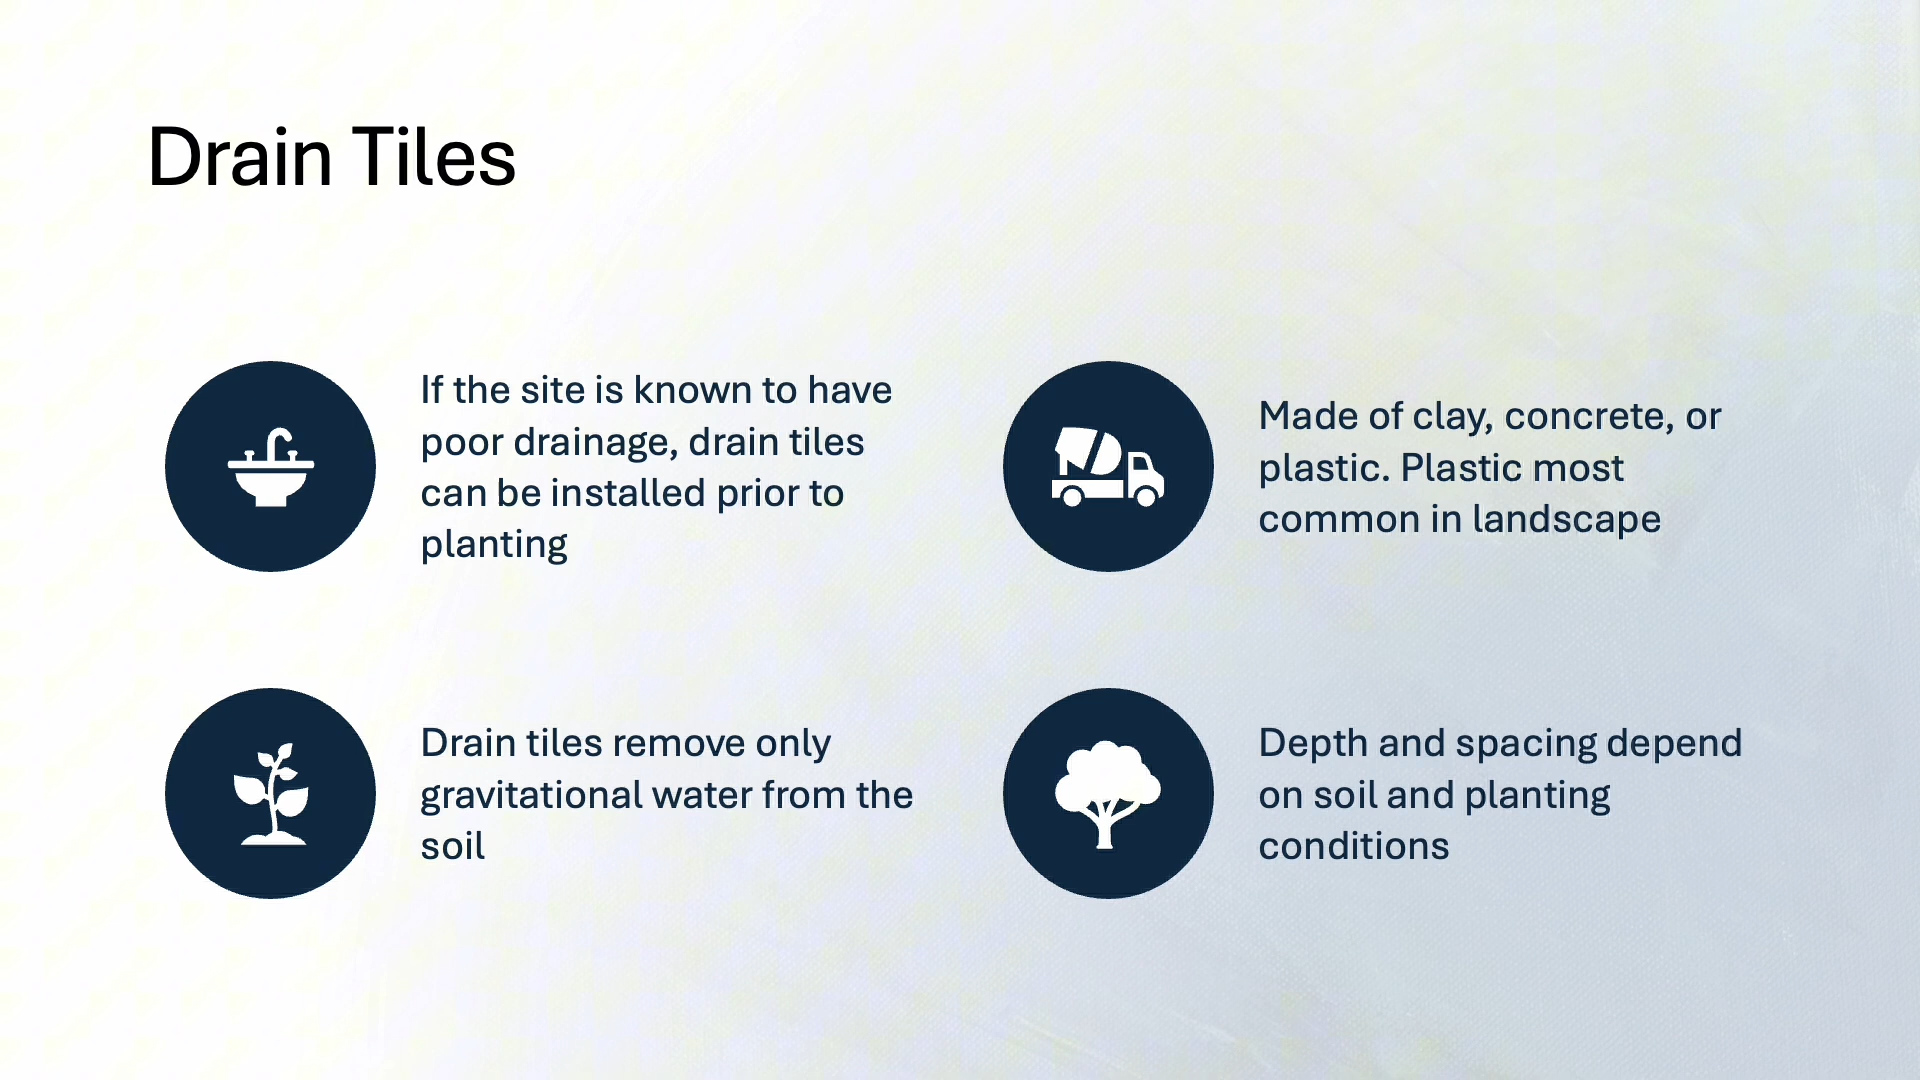 Drain Tiles
If the site is known to have
poor drainage, drain tiles
can be installed prior to
planting
Made of clay, concrete, or
plastic. Plastic most
common in landscape
Drain tiles remove only
gravitational water from the
soil
Depth and spacing depend
on soil and planting
conditions